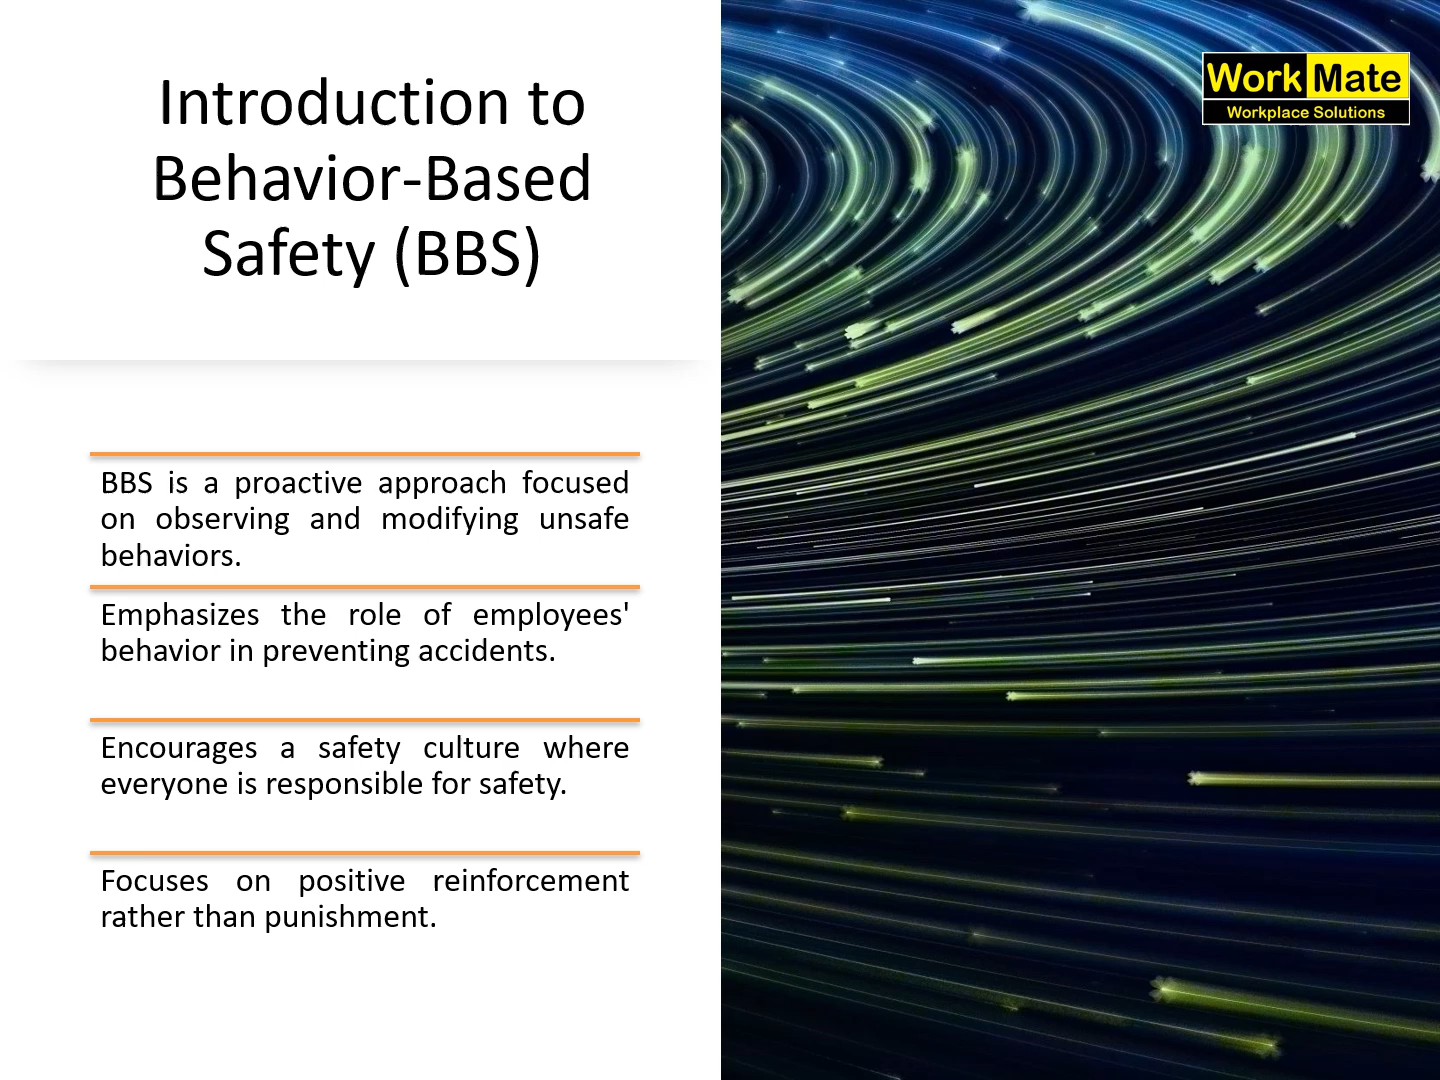 Introduction to
Behavior-Based
Safety (BBS)
WorkMate
Workplace Solutions
BBS is a proactive approach focused
on observing and modifying unsafe
behaviors.
Emphasizes the role of employees'
behavior in preventing accidents.
Encourages a safety culture where
everyone is responsible for safety.
Focuses on positive reinforcement
rather than punishment.